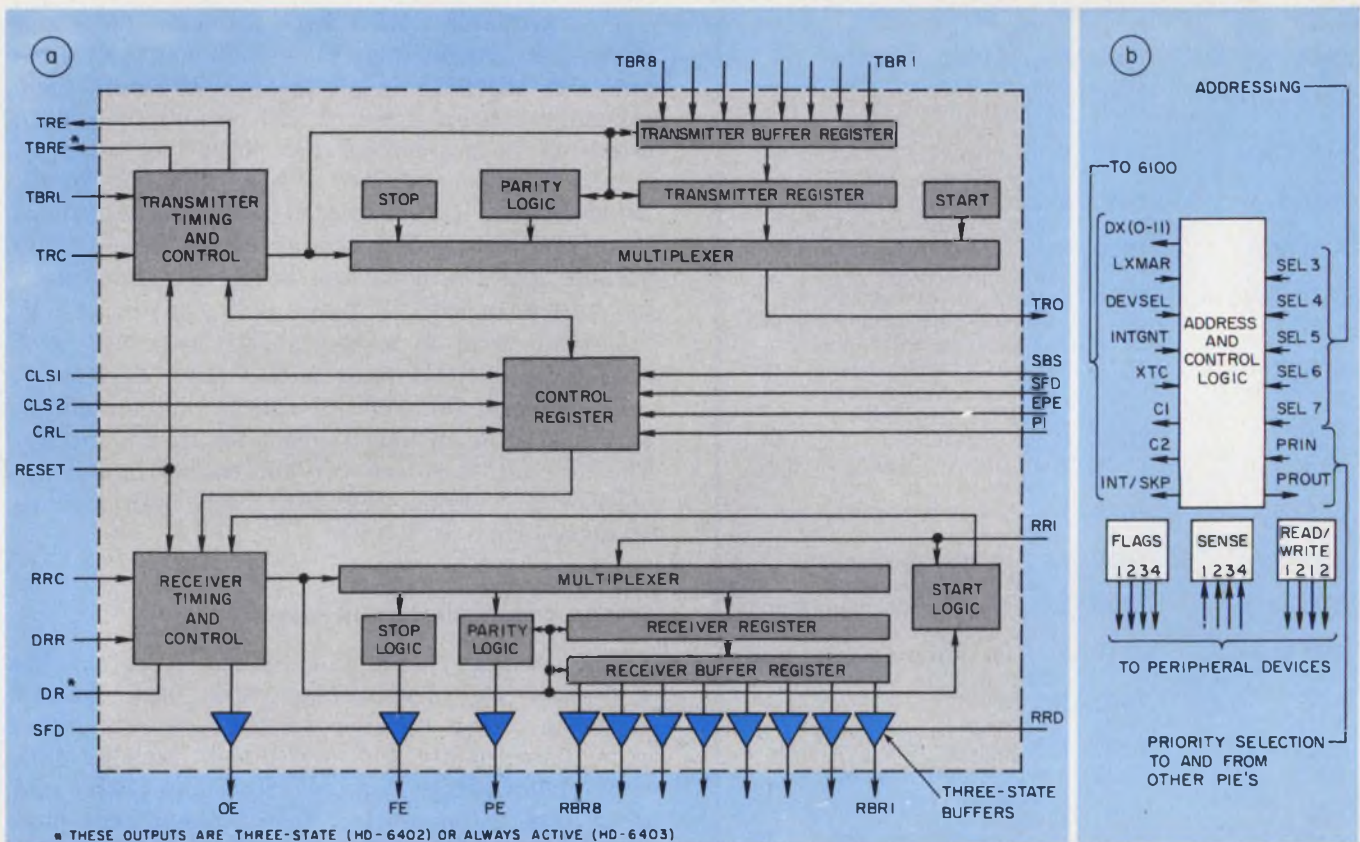 a
TBR8
TBR1
TRE
TBRE*
TBRL
TRC
TRANSMITTER
TIMING
AND
CONTROL
TRANSMITTER BUFFER REGISTER
STOP
PARITY
LOGIC
TRANSMITTER REGISTER
START
MULTIPLEXER
TRO
CLS1
CLS2
CRL
RESET
CONTROL
REGISTER
SBS
SFD
EPE
PI
RRI
RRC
DRR
DR*
SFD
RECEIVER
TIMING
AND
CONTROL
MULTIPLEXER
STOP
LOGIC
PARITY
LOGIC
RECEIVER REGISTER
RECEIVER BUFFER REGISTER
START
LOGIC
RRD
OE
FE
PE
RBR8
RBR1
THREE-STATE
BUFFERS
* THESE OUTPUTS ARE THREE-STATE (HD-6402) OR ALWAYS ACTIVE (HD-6403)
b
ADDRESSING
TO 6100
DX(0-11)
LXMAR
DEVSEL
INTGNT
XTC
C1
C2
INT/SKP
ADDRESS
AND
CONTROL
LOGIC
SEL 3
SEL 4
SEL 5
SEL 6
SEL 7
PRIN
PROUT
FLAGS
1 2 3 4
SENSE
1 2 3 4
READ/
WRITE
1 2 1 2
TO PERIPHERAL DEVICES
PRIORITY SELECTION
TO AND FROM
OTHER PIE'S